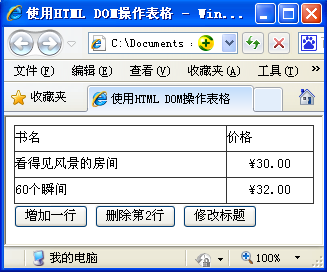 使用HTML DOM操作表格 - Win...
C:\Documents
文件(F) 编辑(E) 查看(V) 收藏夹(A) 工具(T) »
收藏夹 使用HTML DOM操作表格
书名 价格
看得见风景的房间 ¥30.00
60个瞬间 ¥32.00
增加一行 删除第2行 修改标题
我的电脑 100%